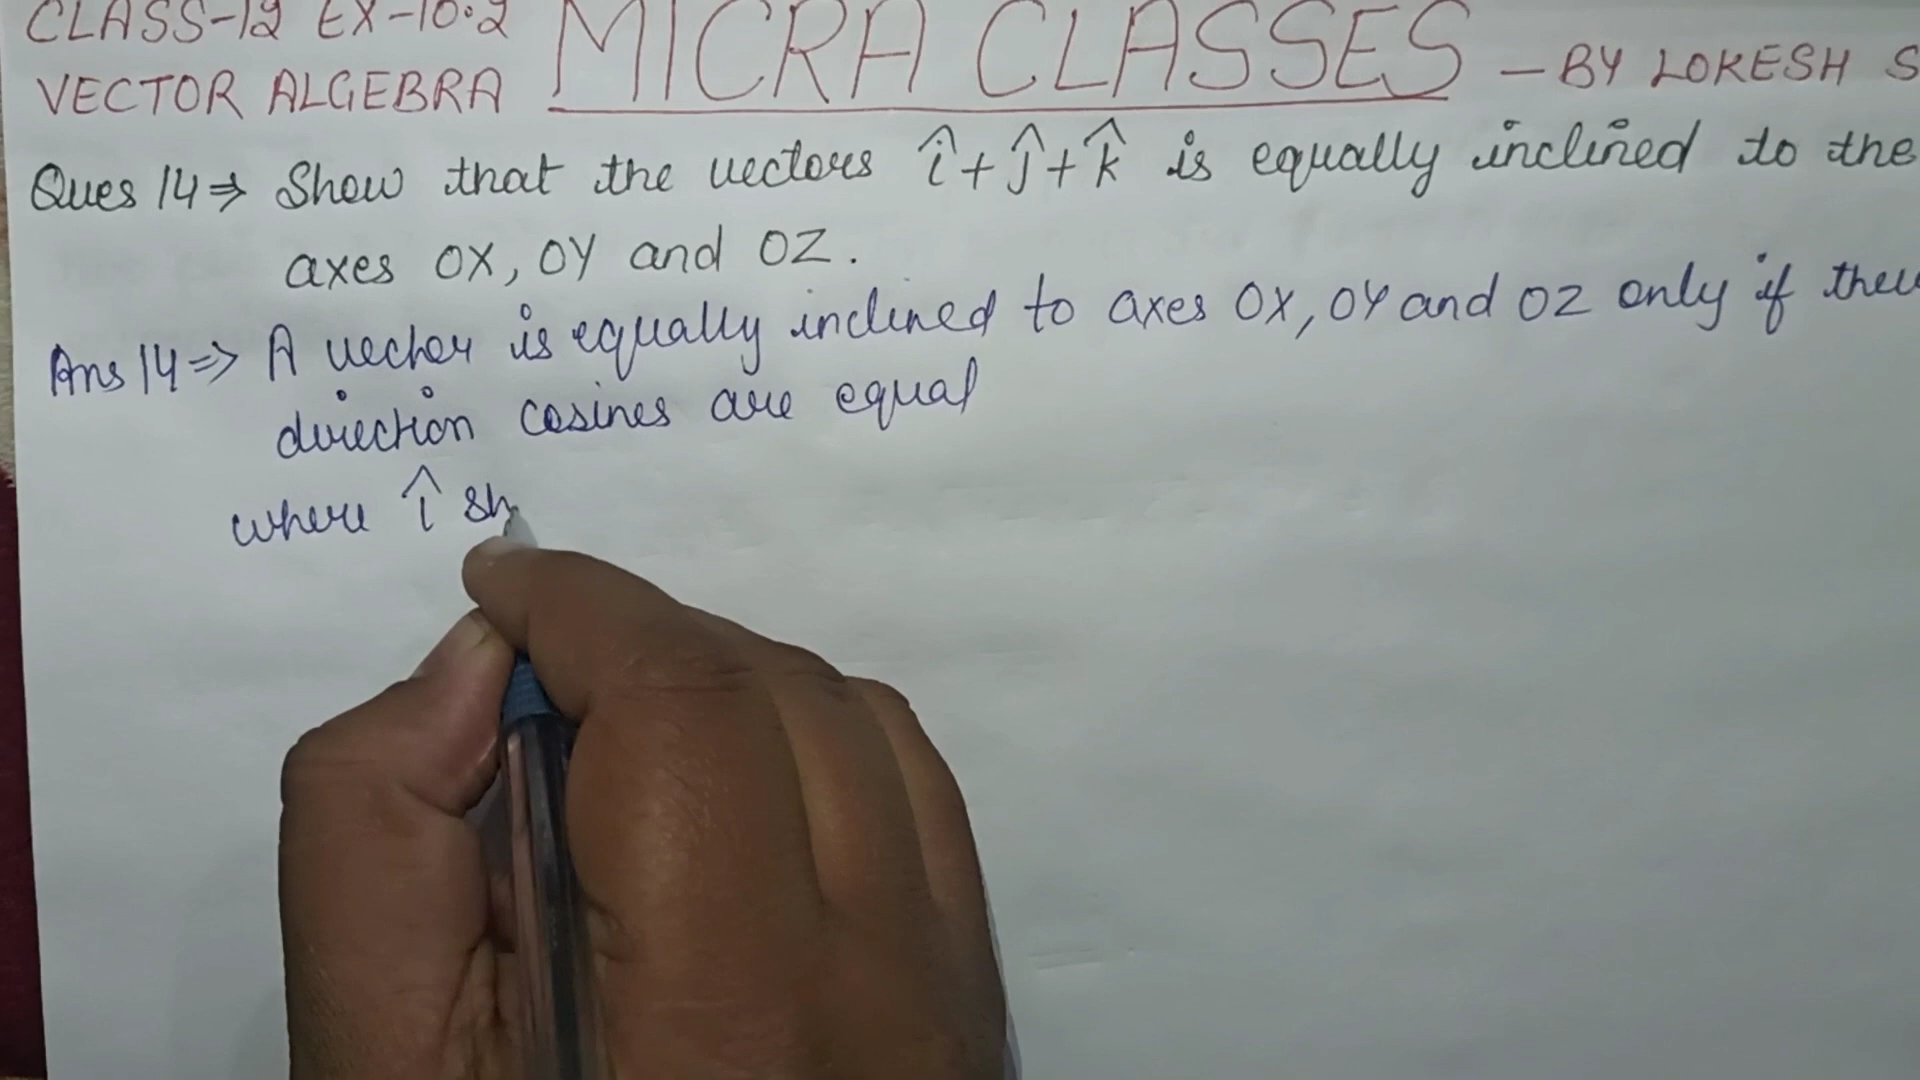 CLASS-12 EX-10.2
VECTOR ALGEBRA
MICRA CLASSES
- BY LOKESH S
Ques 14⇒ Show that the vectors î+ĵ+k̂ is equally inclined to the
axes OX, OY and OZ.
Ans 14⇒ A vector is equally inclined to axes OX, OY and OZ only if
direction cosines are equal
where î sh